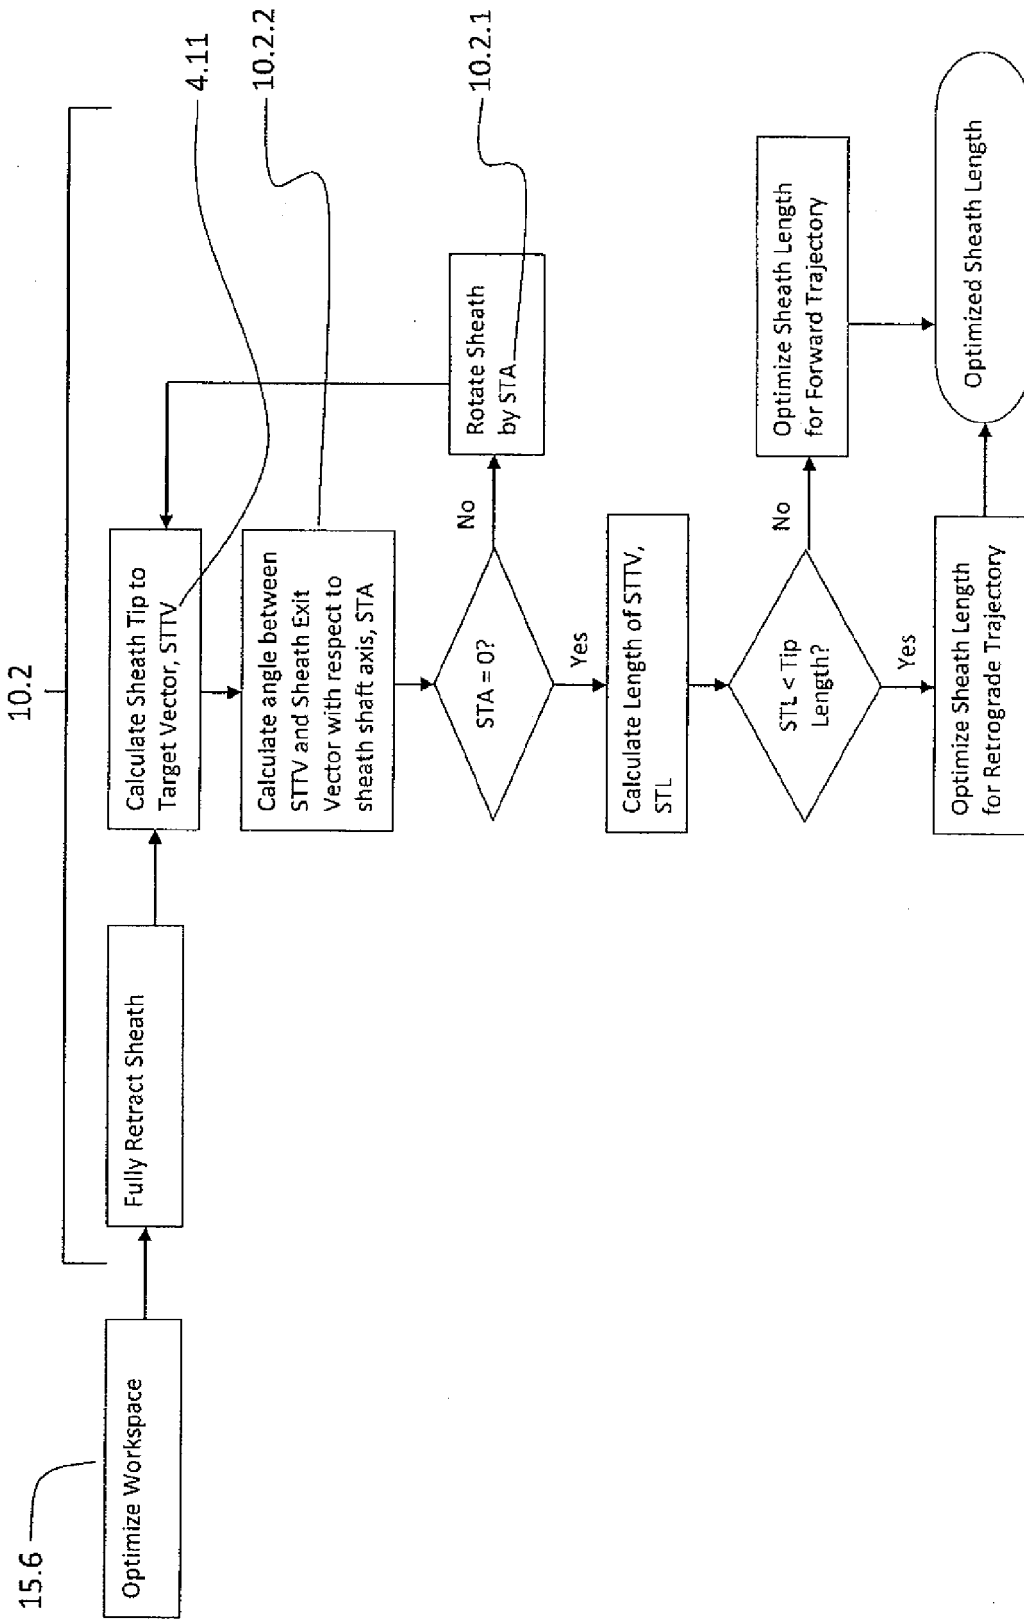 10.2
15.6
Optimize Workspace
Fully Retract Sheath
Calculate Sheath Tip to
Target Vector, STTV
4.11
Calculate angle between
STTV and Sheath Exit
Vector with respect to
sheath shaft axis, STA
10.2.2
STA = 0?
No
Rotate Sheath
by STA
10.2.1
Yes
Calculate Length of STTV,
STL
STL < Tip
Length?
No
Optimize Sheath Length
for Forward Trajectory
Yes
Optimize Sheath Length
for Retrograde Trajectory
Optimized Sheath Length